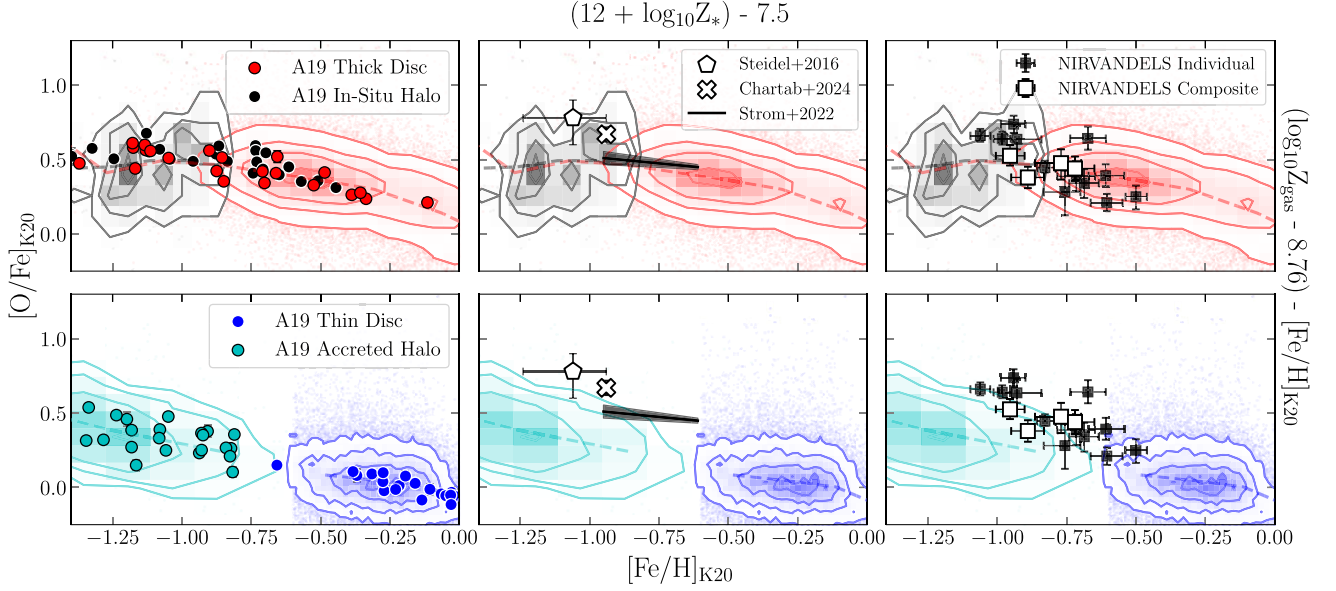 (12 + log₁₀Z⁎) - 7.5
1.0
0.5
0.0
A19 Thick Disc
A19 In-Situ Halo
Steidel+2016
Chartab+2024
Strom+2022
NIRVANDELS Individual
NIRVANDELS Composite
[O/Fe]K20
(log₁₀Zgas - 8.76) - [Fe/H]K20
1.0
0.5
0.0
A19 Thin Disc
A19 Accreted Halo
−1.25 −1.00 −0.75 −0.50 −0.25 0.00 −1.25 −1.00 −0.75 −0.50 −0.25 0.00 −1.25 −1.00 −0.75 −0.50 −0.25 0.00
[Fe/H]K20